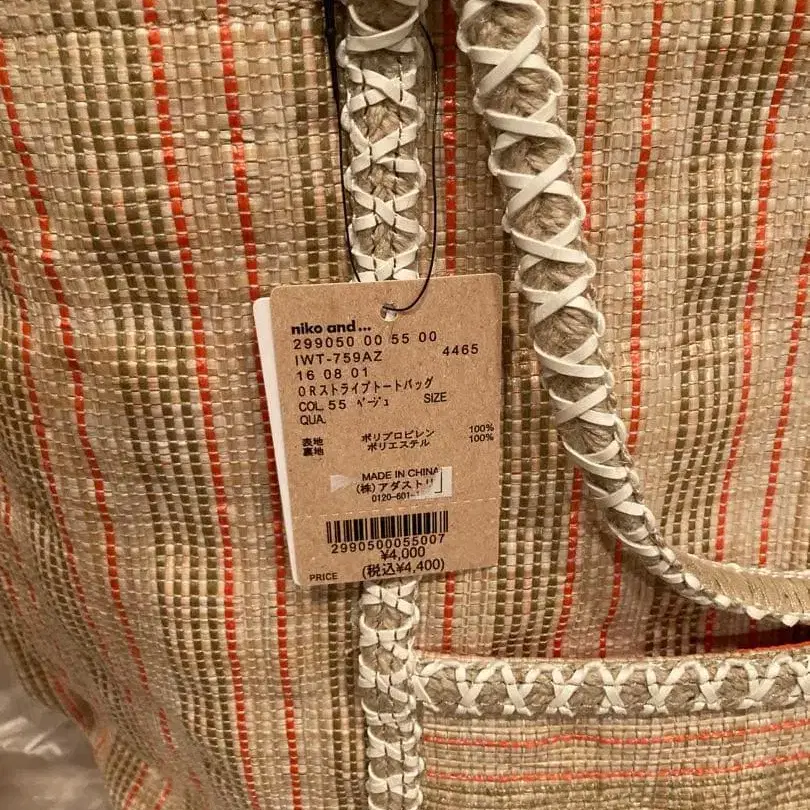 niko and...
299050 00 55 00
IWT-759AZ 4465
16 08 01
ORストライプトートバッグ
COL. 55 ベージュ SIZE
QUA.
表地 ポリプロピレン 100%
裏地 ポリエステル 100%
MADE IN CHINA
(株)アダストリ
0120-601-1
2990500055007
¥4,000
PRICE (税込¥4,400)